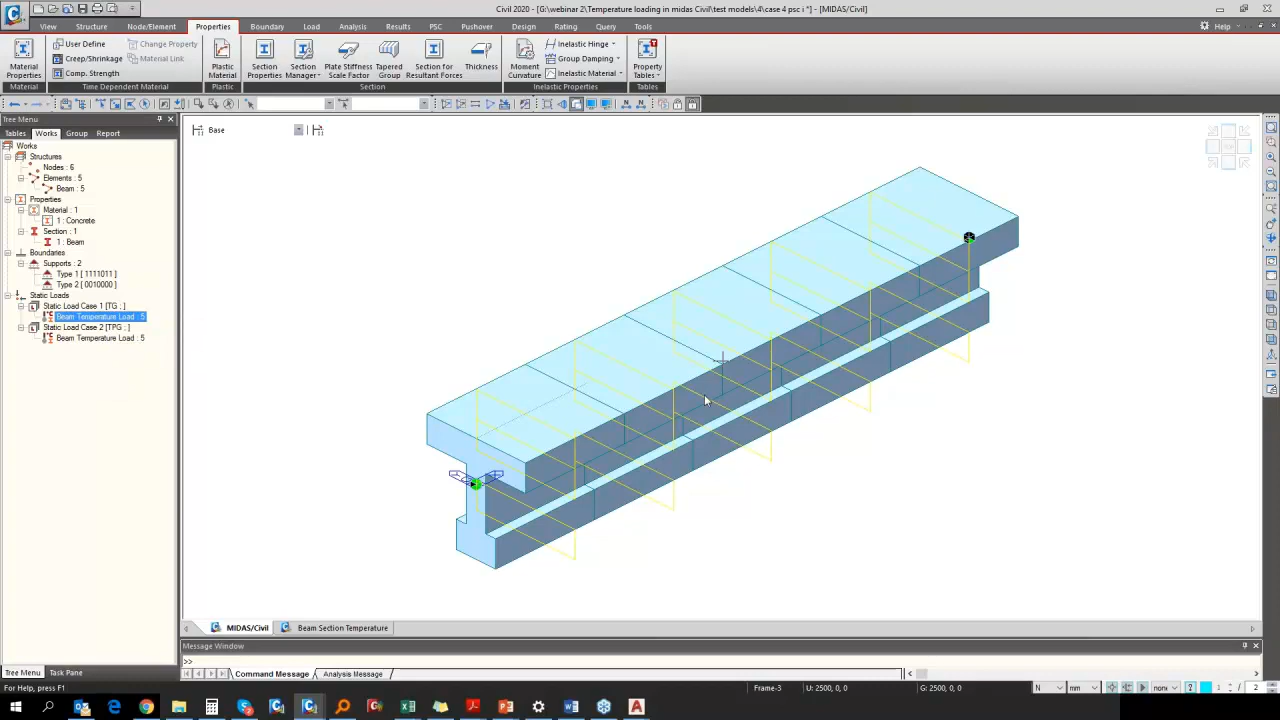 Civil 2020 - [G:\webinar 2\Temperature loading in midas Civil\test models\4\case 4 psc i *] - [MIDAS/Civil]
View Structure Node/Element Properties Boundary Load Analysis Results PSC Pushover Design Rating Query Tools Help
User Define
Change Property
Creep/Shrinkage
Material Link
Comp. Strength
Material Properties
Plastic Material
Section Properties
Section Manager
Plate Stiffness Scale Factor
Tapered Group
Section for Resultant Forces
Thickness
Moment Curvature
Inelastic Hinge
Group Damping
Inelastic Material
Property Tables
Material Time Dependent Material Plastic Section Inelastic Properties Tables
Tree Menu
Tables Works Group Report
Base
Works
Structures
Nodes : 6
Elements : 5
Beam : 5
Properties
Material : 1
1 : Concrete
Section : 1
1 : Beam
Boundaries
Supports : 2
Type 1 [ 1111011 ]
Type 2 [ 0010000 ]
Static Loads
Static Load Case 1 [TG : ]
Beam Temperature Load : 5
Static Load Case 2 [TPG : ]
Beam Temperature Load : 5
MIDAS/Civil Beam Section Temperature
Message Window
>>
Tree Menu Task Pane
Command Message Analysis Message
For Help, press F1 Frame-3 U: 2500, 0, 0 G: 2500, 0, 0 N mm none ? 1 2